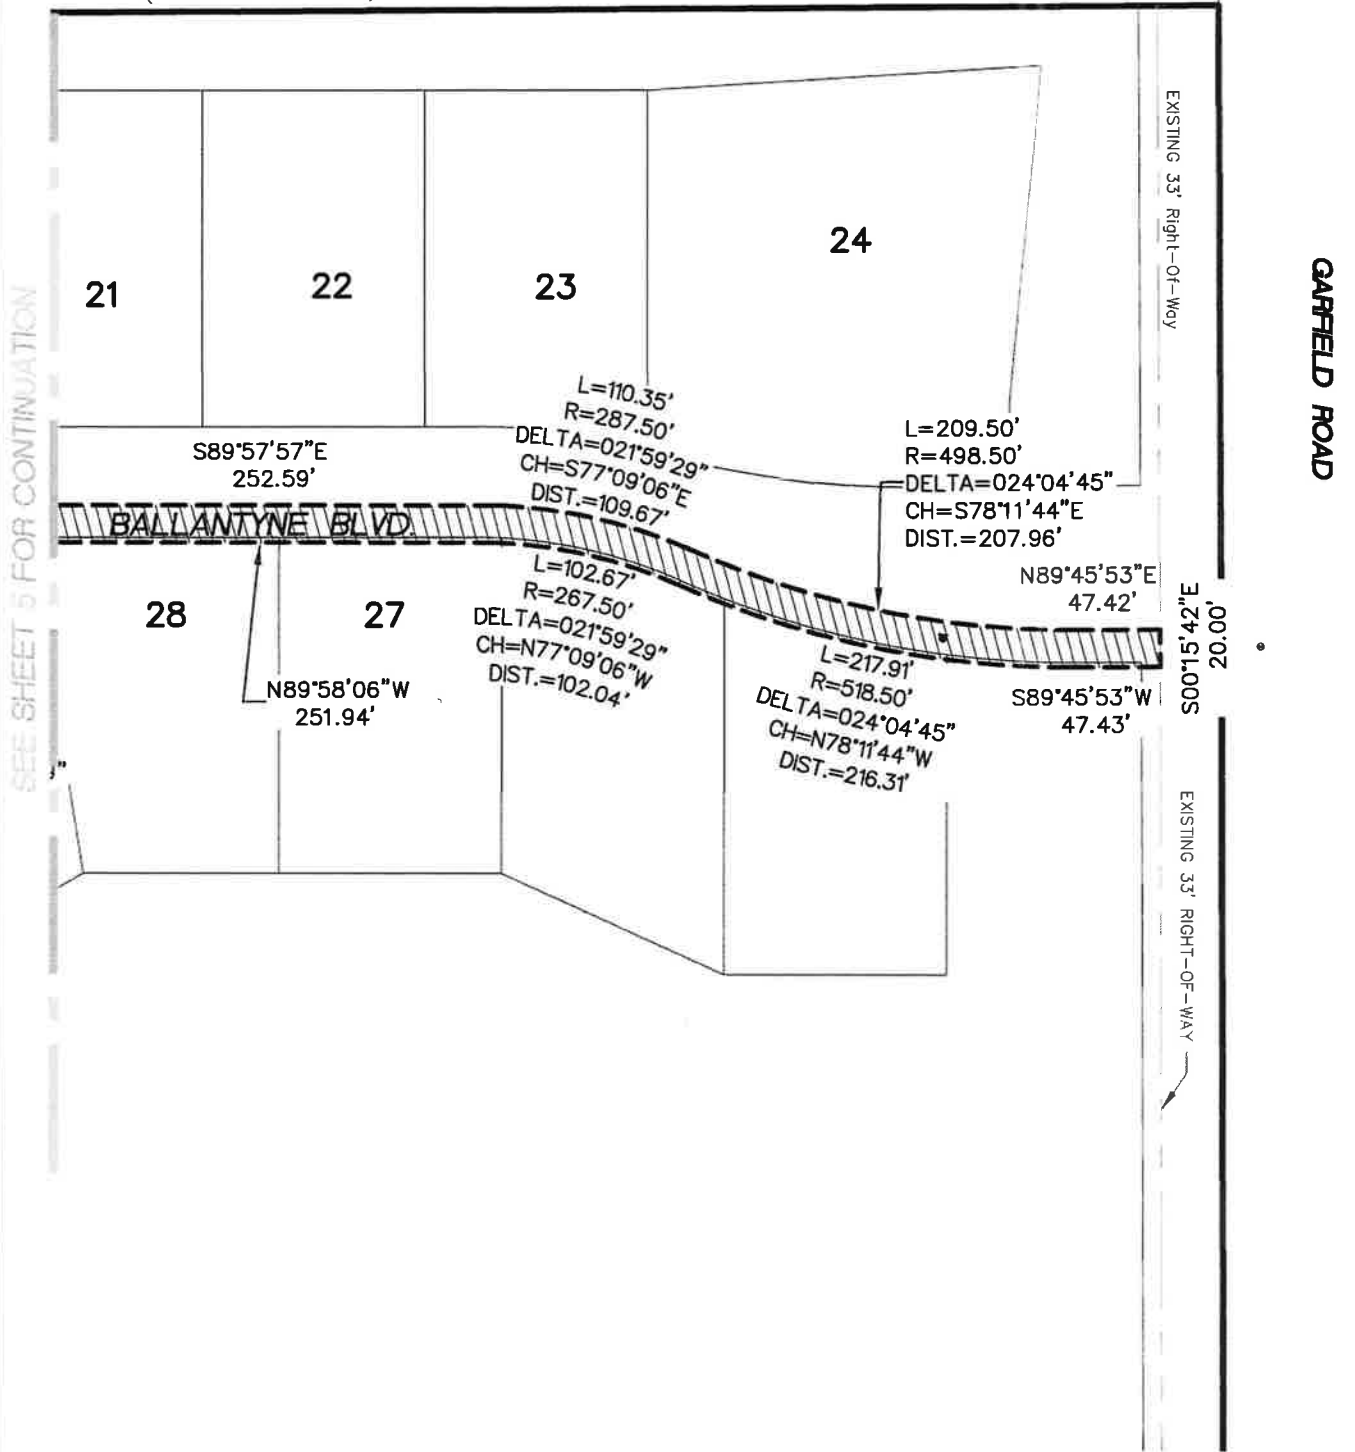 EXISTING 33' Right-Of-Way
GARFIELD ROAD
24
21
22
23
SEE SHEET 5 FOR CONTINUATION
L=110.35'
R=287.50'
DELTA=021°59'29"
CH=S77°09'06"E
DIST.=109.67'
L=209.50'
R=498.50'
DELTA=024°04'45"
CH=S78°11'44"E
DIST.=207.96'
S89°57'57"E
252.59'
BALLANTYNE BLVD.
N89°45'53"E
47.42'
S00°15'42"E
20.00'
28
27
L=102.67'
R=267.50'
DELTA=021°59'29"
CH=N77°09'06"W
DIST.=102.04'
L=217.91'
R=518.50'
DELTA=024°04'45"
CH=N78°11'44"W
DIST.=216.31'
S89°45'53"W
47.43'
N89°58'06"W
251.94'
EXISTING 33' RIGHT-OF-WAY